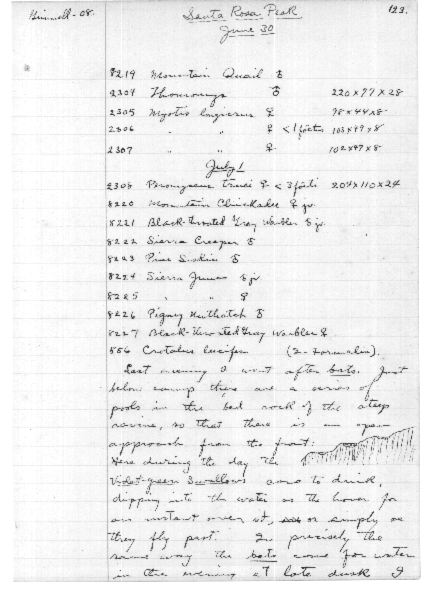 Grinnell - 08.
Santa Rosa Peak
123.
June 30
8219 Mountain Quail ♂
2304 Thomomys ♂ 220 x 77 x 28
2305 Myotis ♀ 78 x 44 x 8
2306 " " ♀ < 1 foetus 103 x 47 x 8
2307 " " ♀ 102 x 47 x 8
July 1
2308 Peromyscus truei ♀ < 3 foeti 204 x 110 x 24
8220 Mountain Chickadee ♀ jr
8221 Black-throated Gray Warbler ♂ jr
8222 Sierra Creeper ♂
8223 Pine Siskin ♂
8224 Sierra Junco ♀ jr
8225 " " ♀
8226 Pigmy Nuthatch ♂
8227 Black-throated Gray Warbler ♀
556 Crotalus lucifer (2 - Formalin).
Last evening I went after bats. Just
below camp there are a series of
pools in the bed rock of the steep
ravine, so that there is an open
approach from the front:
Here during the day the
Violet-green Swallows come to drink,
dipping into the water as they hover for
an instant over it, or simply as
they fly past. In precisely the
same way the bats come for water
in the evening at late dusk I